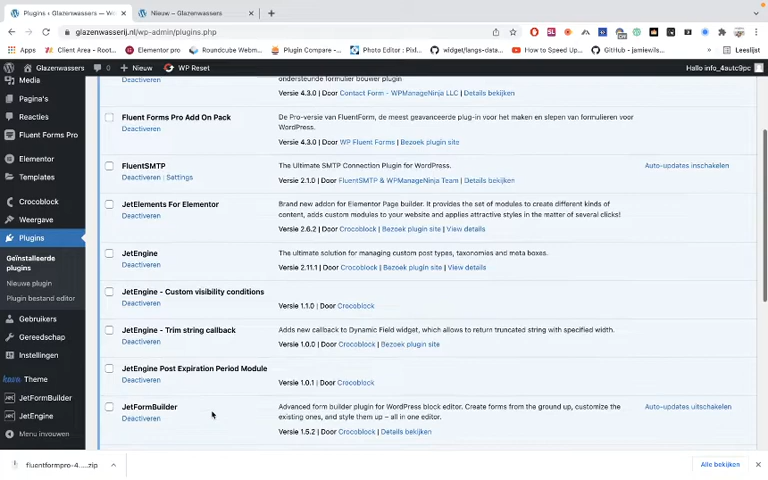 Plugins ‹ Glazenwassers — W
Nieuw – Glazenwassers
glazenwasserij.nl/wp-admin/plugins.php
Apps
Client Area - Root...
Elementor pro
Roundcube Webm...
Plugin Compare -...
Photo Editor : Pixl...
widget/langs-data...
How to Speed Up...
GitHub - jamiewils...
»
Leeslijst
Glazenwassers
0
+ Nieuw
WP Reset
Hallo info_4autc9pc
Media
Pagina's
Reacties
Fluent Forms Pro
Elementor
Templates
Crocoblock
Weergave
Plugins
Geïnstalleerde
plugins
Nieuwe plugin
Plugin bestand editor
Gebruikers
Gereedschap
Instellingen
Theme
JetFormBuilder
JetEngine
Menu invouwen
Deactiveren
ondersteunde formulier bouwer plugin
Versie 4.3.0 | Door Contact Form - WPManageNinja LLC | Details bekijken
Fluent Forms Pro Add On Pack
Deactiveren
De Pro-versie van FluentForm, de meest geavanceerde plug-in voor het maken en slepen van formulieren voor
WordPress.
Versie 4.3.0 | Door WP Fluent Forms | Bezoek plugin site
FluentSMTP
Deactiveren | Settings
The Ultimate SMTP Connection Plugin for WordPress.
Versie 2.1.0 | Door FluentSMTP & WPManageNinja Team | Details bekijken
Auto-updates inschakelen
JetElements For Elementor
Deactiveren
Brand new addon for Elementor Page builder. It provides the set of modules to create different kinds of
content, adds custom modules to your website and applies attractive styles in the matter of several clicks!
Versie 2.6.2 | Door Crocoblock | Bezoek plugin site | View details
JetEngine
Deactiveren
The ultimate solution for managing custom post types, taxonomies and meta boxes.
Versie 2.11.1 | Door Crocoblock | Bezoek plugin site | View details
JetEngine - Custom visibility conditions
Deactiveren
Versie 1.1.0 | Door Crocoblock
JetEngine - Trim string callback
Deactiveren
Adds new callback to Dynamic Field widget, which allows to return truncated string with specified width.
Versie 1.0.0 | Door Crocoblock | Bezoek plugin site
JetEngine Post Expiration Period Module
Deactiveren
Versie 1.0.1 | Door Crocoblock
JetFormBuilder
Deactiveren
Advanced form builder plugin for WordPress block editor. Create forms from the ground up, customize the
existing ones, and style them up – all in one editor.
Versie 1.5.2 | Door Crocoblock | Details bekijken
Auto-updates uitschakelen
fluentformpro-4.....zip
Alle bekijken